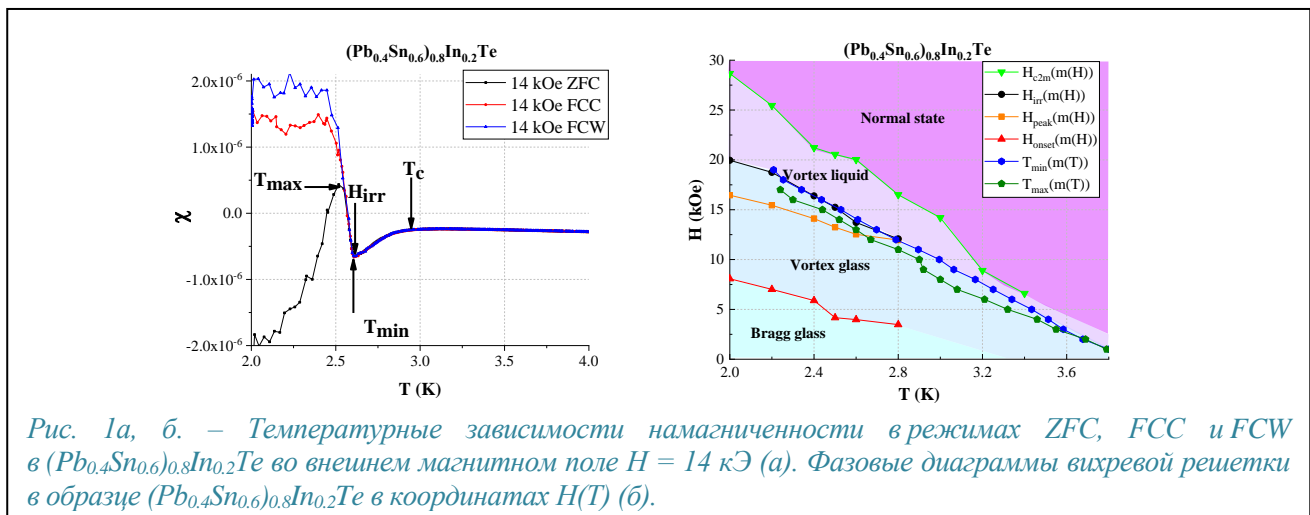 (Pb0.4Sn0.6)0.8In0.2Te
2.0x10-6
1.0x10-6
0.0
-1.0x10-6
-2.0x10-6
χ
14 kOe ZFC
14 kOe FCC
14 kOe FCW
Tmax
Hirr
Tc
Tmin
2.0 2.5 3.0 3.5 4.0
T (K)
(Pb0.4Sn0.6)0.8In0.2Te
30
25
20
15
10
5
0
H (kOe)
Hc2m(m(H))
Hirr(m(H))
Hpeak(m(H))
Honset(m(H))
Tmin(m(T))
Tmax(m(T))
Normal state
Vortex liquid
Vortex glass
Bragg glass
2.0 2.4 2.8 3.2 3.6
T (K)
Рис. 1а, б. – Температурные зависимости намагниченности в режимах ZFC, FCC и FCW
в (Pb0.4Sn0.6)0.8In0.2Te во внешнем магнитном поле H = 14 кЭ (а). Фазовые диаграммы вихревой решетки
в образце (Pb0.4Sn0.6)0.8In0.2Te в координатах H(T) (б).